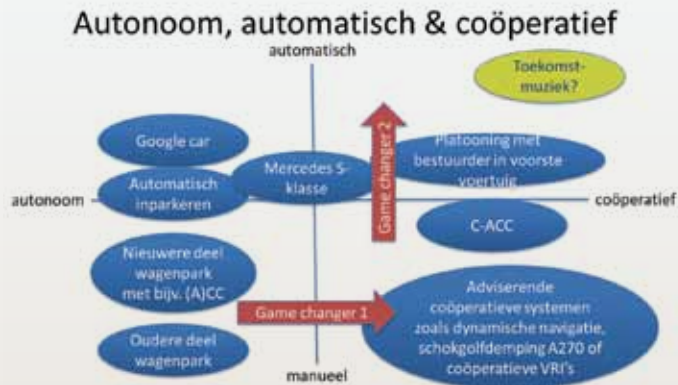 Autonoom, automatisch & coöperatief
automatisch
Toekomst-
muziek?
Google car
Mercedes S-
klasse
Game changer 2
Platooning met
bestuurder in voorste
voertuig
autonoom
Automatisch
inparkeren
coöperatief
C-ACC
Nieuwere deel
wagenpark
met bijv. (A)CC
Game changer 1
Adviserende
coöperatieve systemen
zoals dynamische navigatie,
schokgolfdemping A270 of
coöperatieve VRI's
Oudere deel
wagenpark
manueel